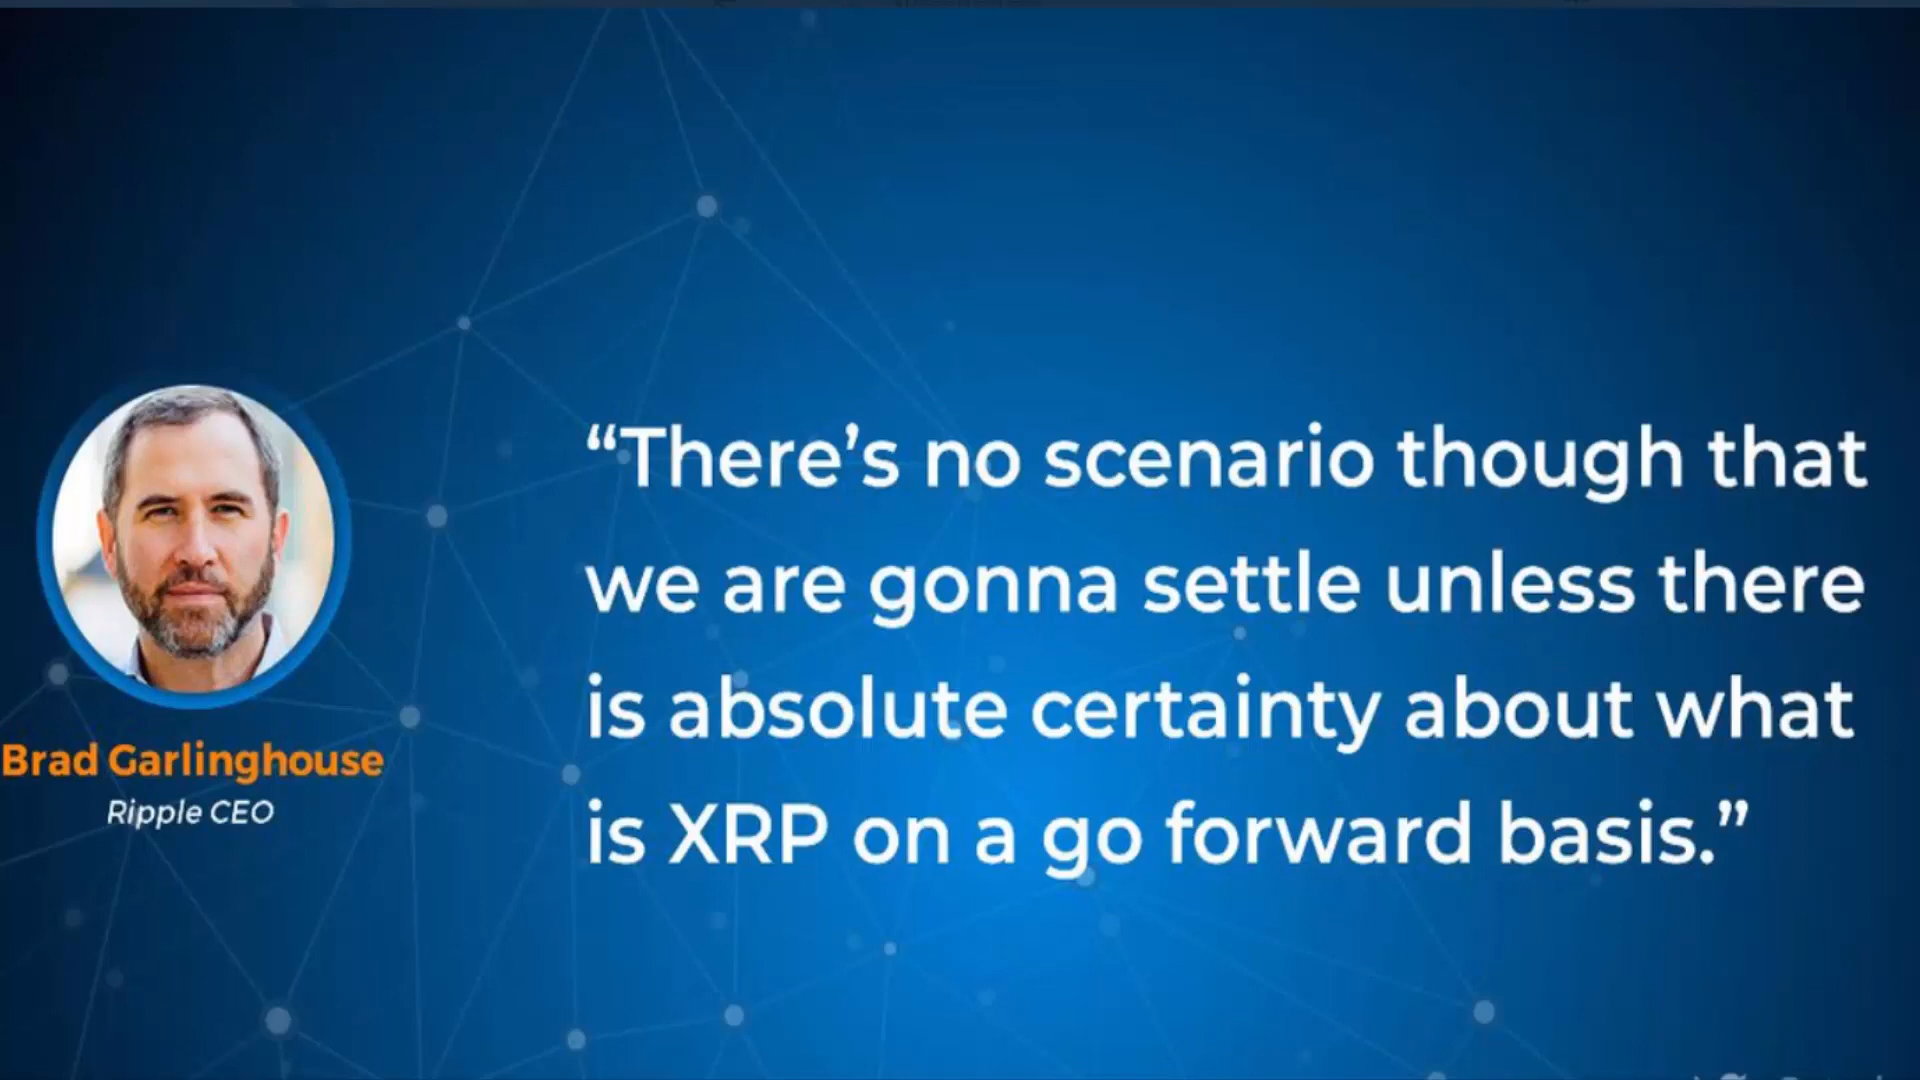 “There’s no scenario though that
we are gonna settle unless there
is absolute certainty about what
is XRP on a go forward basis.”
Brad Garlinghouse
Ripple CEO